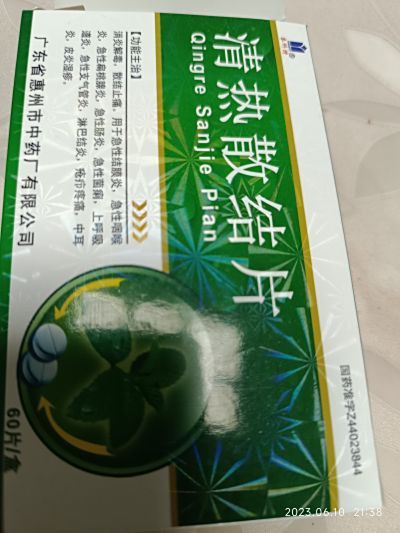 清热散结片
Qingre Sanjie Pian
【功能主治】
消炎解毒，散结止痛。用于急性结膜炎，急性咽喉
炎，急性扁桃腺炎，急性肠炎，急性菌痢，上呼吸
道炎，急性支气管炎，淋巴结炎，疮疖疼痛，中耳
炎，皮炎湿疹。
广东省惠州市中药厂有限公司
国药准字Z44023844
60片/盒
2023.06.10 21:38